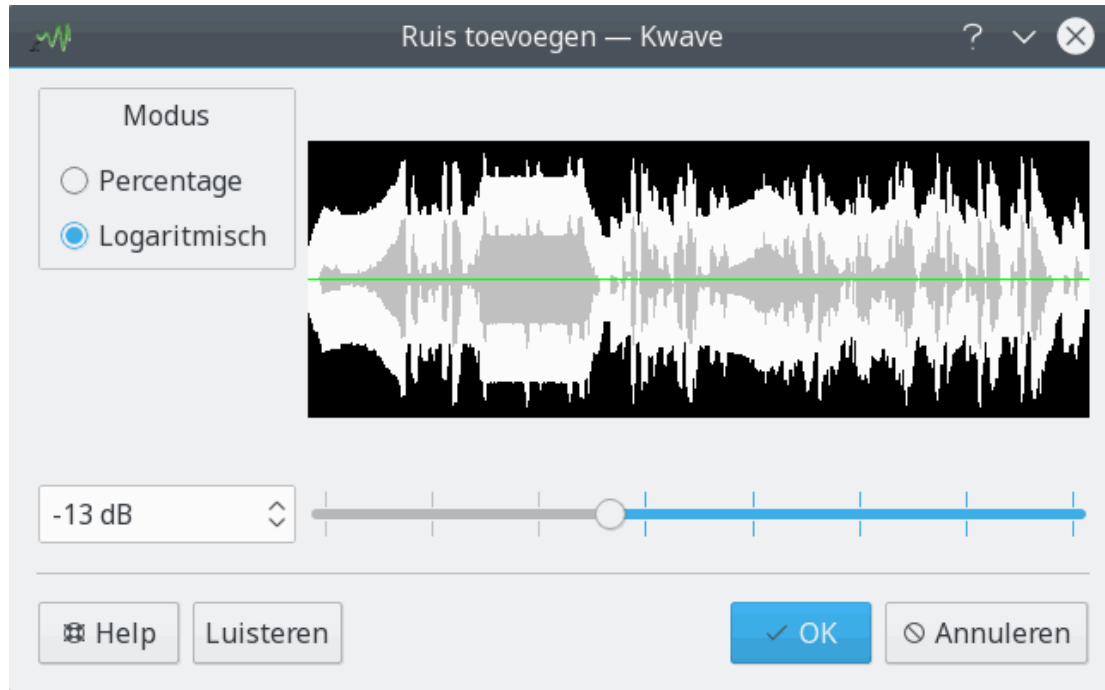 Ruis toevoegen — Kwave
Modus
Percentage
Logaritmisch
-13 dB
Help
Luisteren
OK
Annuleren